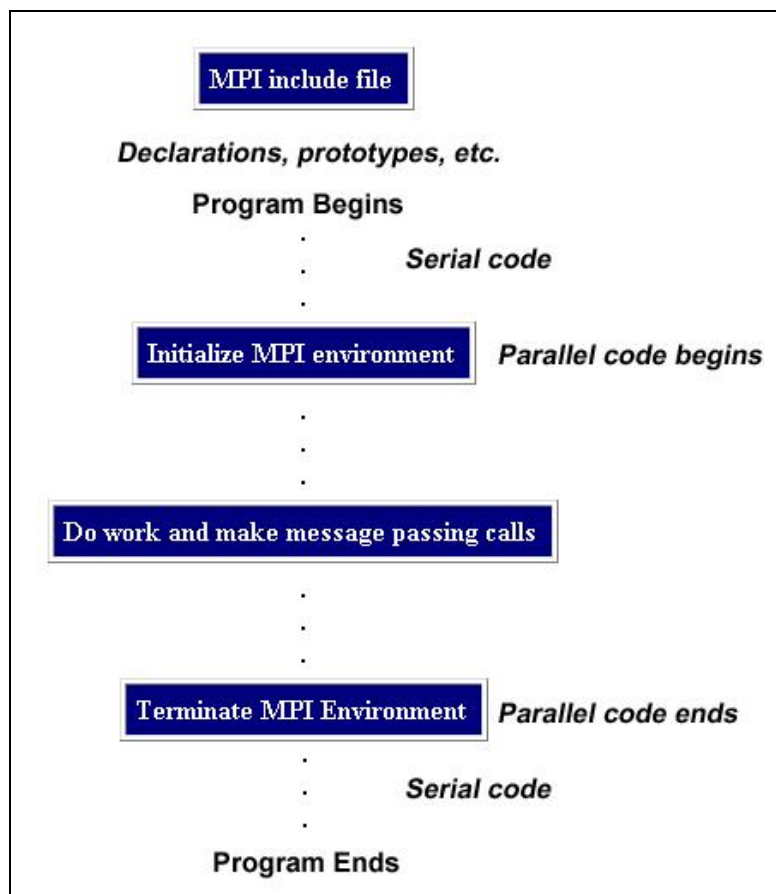 MPI include file
Declarations, prototypes, etc.
Program Begins
Serial code
Initialize MPI environment
Parallel code begins
Do work and make message passing calls
Terminate MPI Environment
Parallel code ends
Serial code
Program Ends